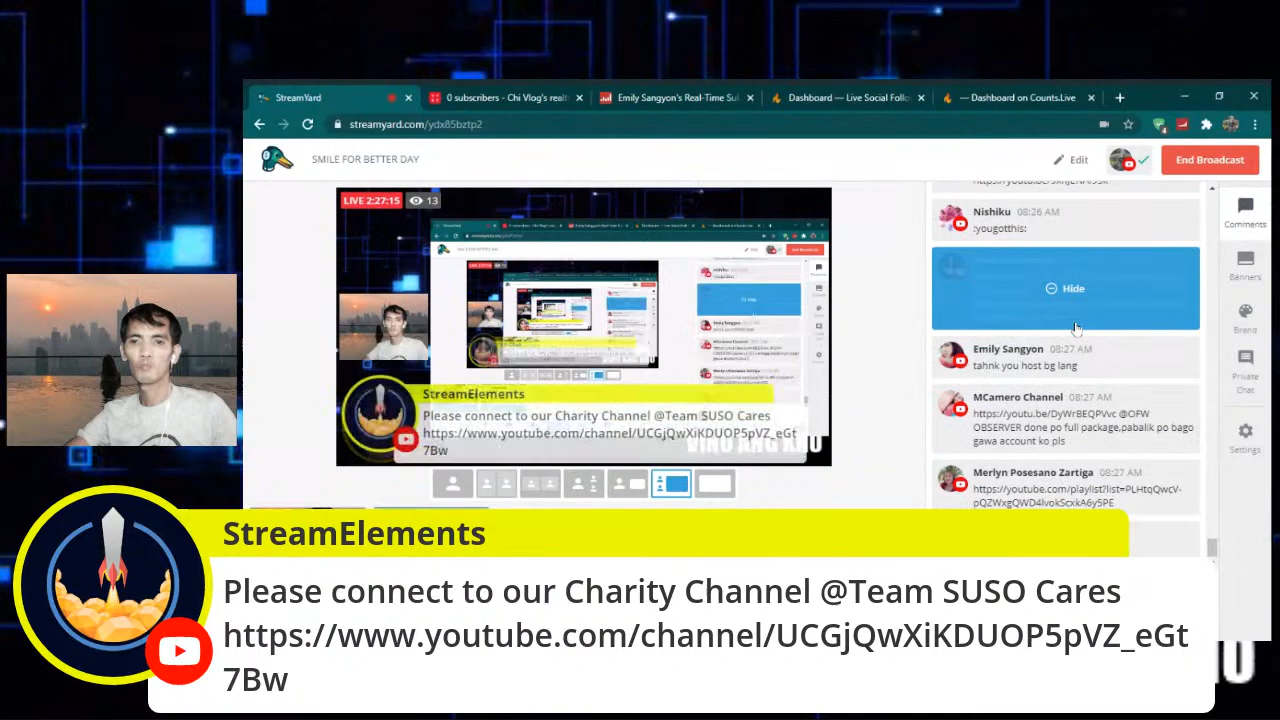 StreamYard
0 subscribers - Chi Vlog's realt
Emily Sangyon's Real-Time Su
Dashboard — Live Social Follo
— Dashboard on Counts.Live
streamyard.com/ydx85bztp2
SMILE FOR BETTER DAY
Edit
End Broadcast
LIVE 2:27:15
13
Nishiku 08:26 AM
:yougotthis:
Hide
Emily Sangyon 08:27 AM
tahnk you host bg lang
MCamero Channel 08:27 AM
https://youtu.be/DyWrBEQPVvc @OFW
OBSERVER done po full package,pabalik po bago
gawa account ko pls
Merlyn Posesano Zartiga 08:27 AM
https://youtube.com/playlist?list=PLHtqQwcV-
pQZWxgQWD4lvokScxkA6y5PE
Comments
Banners
Brand
Private
Chat
Settings
StreamElements
Please connect to our Charity Channel @Team SUSO Cares
https://www.youtube.com/channel/UCGjQwXiKDUOP5pVZ_eGt
7Bw
StreamElements
Please connect to our Charity Channel @Team SUSO Cares
https://www.youtube.com/channel/UCGjQwXiKDUOP5pVZ_eGt
7Bw